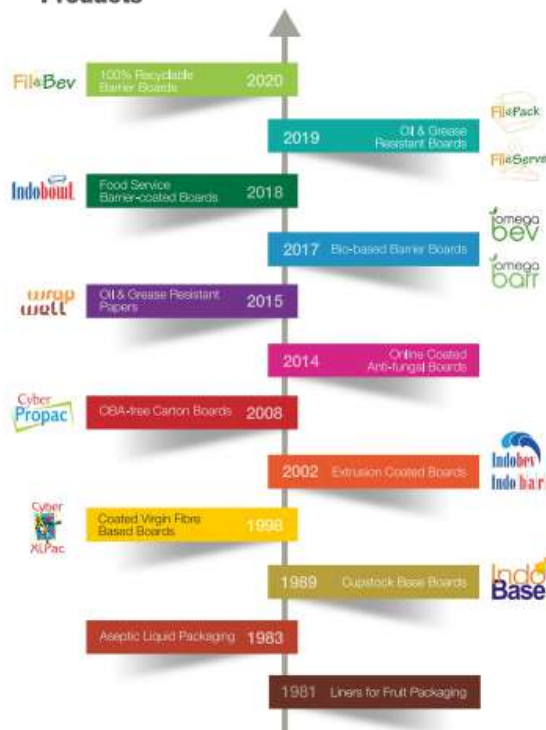 Products
FiloBev
100% Recyclable
Barrier Boards
2020
2019
Oil & Grease
Resistant Boards
FiloPack
FiloServe
Indobowl
Food Service
Barrier-coated Boards
2018
2017
Bio-based Barrier Boards
omega
bev
omega
barr
wrap
well
Oil & Grease Resistant
Papers
2015
2014
Online Coated
Anti-fungal Boards
Cyber
Propac
OBA-free Carton Boards
2008
2002
Extrusion Coated Boards
Indobev
Indo barr
Cyber
XLPac
Coated Virgin Fibre
Based Boards
1998
1989
Cupstock Base Boards
Indo
Base
Aseptic Liquid Packaging
1983
1981
Liners for Fruit Packaging